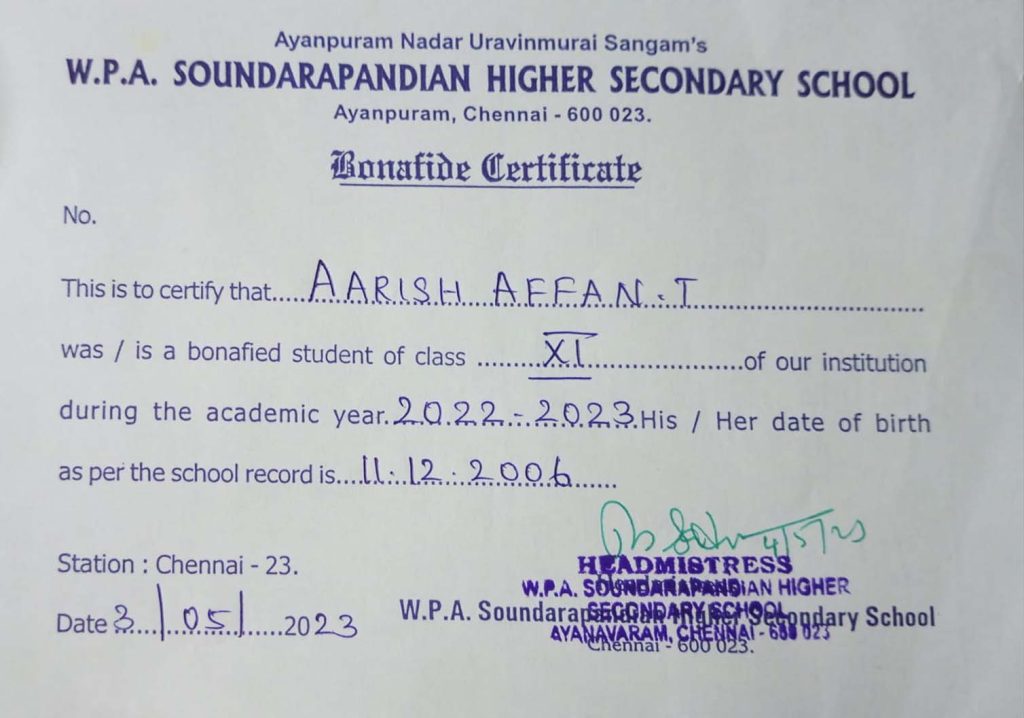 Ayanpuram Nadar Uravinmurai Sangam's
W.P.A. SOUNDARAPANDIAN HIGHER SECONDARY SCHOOL
Ayanpuram, Chennai - 600 023.
Bonafide Certificate
No.
This is to certify that.....AARISH AFFAN.T
was / is a bonafied student of class ..........XI..........of our institution
during the academic year.2022-2023.His / Her date of birth
as per the school record is....11.12.2006......
4/5/23
Station : Chennai - 23.
HEADMISTRESS
W.P.A. SOUNDARAPANDIAN HIGHER
SECONDARY SCHOOL
AYANAVARAM, CHENNAI - 600 023
Date 3/05/2023
W.P.A. Soundarapandian Higher Secondary School
Chennai - 600 023.